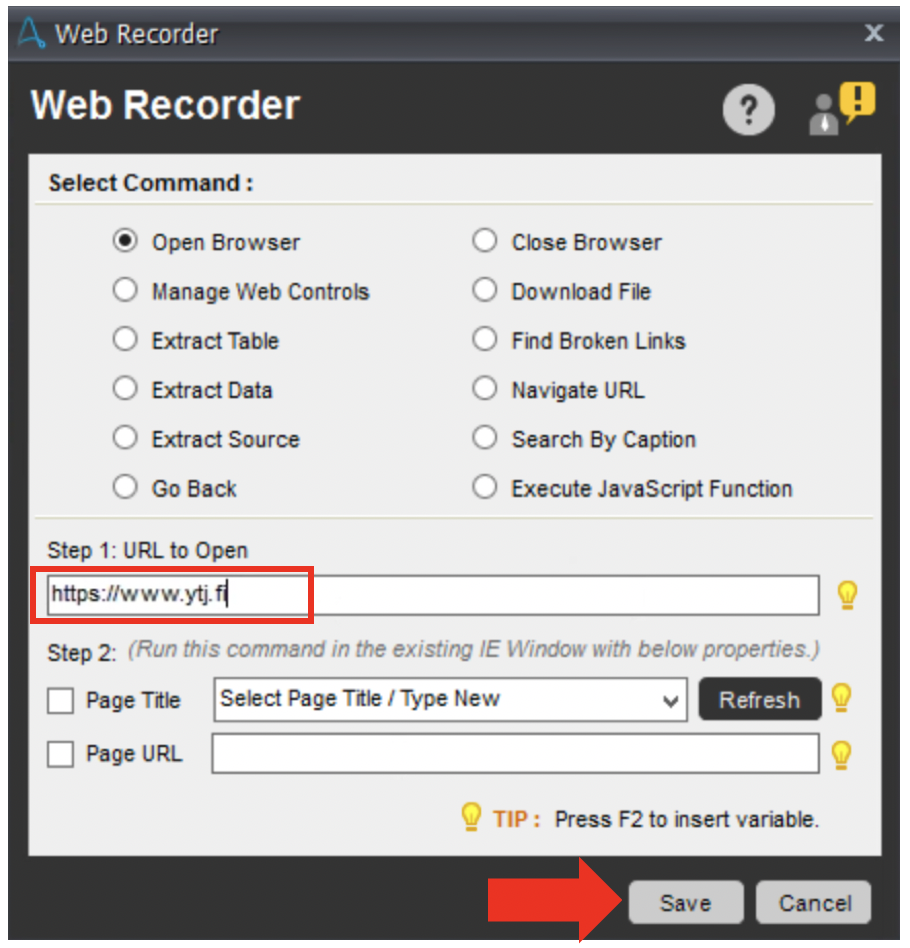 Web Recorder
Web Recorder
Select Command :
Open Browser Close Browser
Manage Web Controls Download File
Extract Table Find Broken Links
Extract Data Navigate URL
Extract Source Search By Caption
Go Back Execute JavaScript Function
Step 1: URL to Open
https://www.ytj.fi
Step 2: (Run this command in the existing IE Window with below properties.)
Page Title Select Page Title / Type New Refresh
Page URL
TIP : Press F2 to insert variable.
Save Cancel